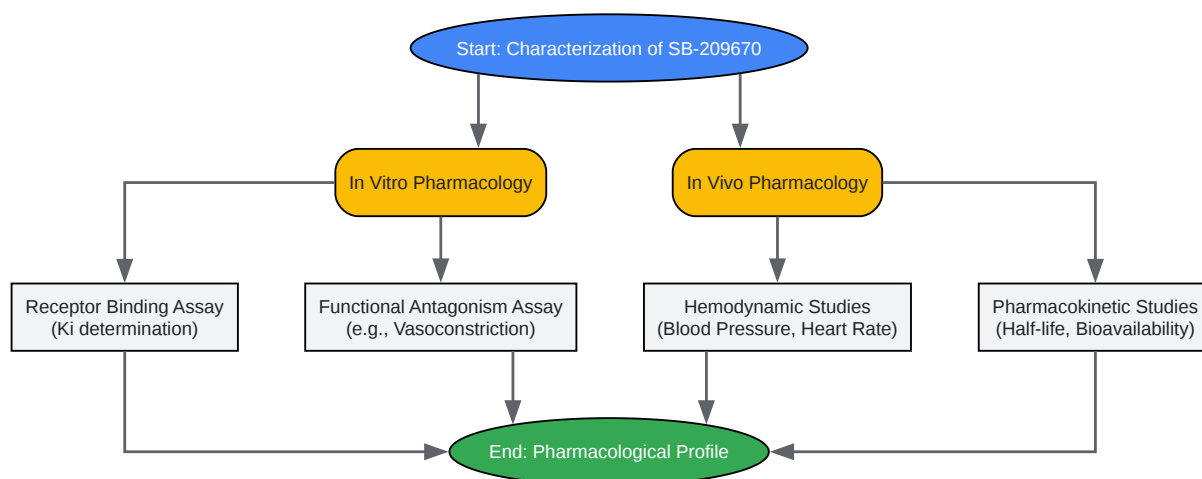 Start: Characterization of SB-209670
In Vitro Pharmacology
In Vivo Pharmacology
Receptor Binding Assay
(Ki determination)
Functional Antagonism Assay
(e.g., Vasoconstriction)
Hemodynamic Studies
(Blood Pressure, Heart Rate)
Pharmacokinetic Studies
(Half-life, Bioavailability)
End: Pharmacological Profile